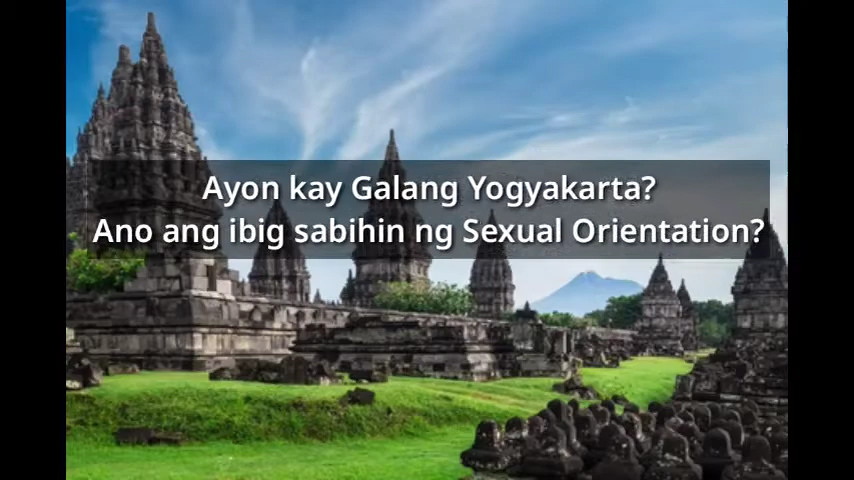 Ayon kay Galang Yogyakarta?
Ano ang ibig sabihin ng Sexual Orientation?